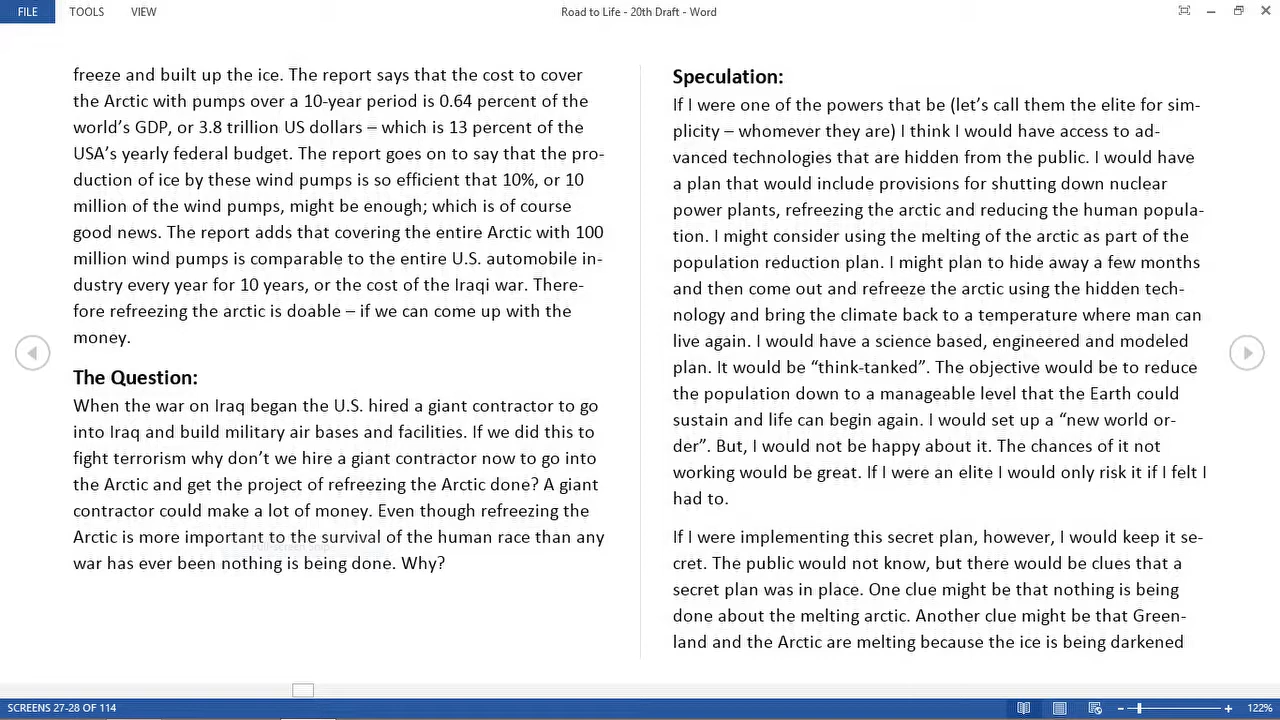 FILE TOOLS VIEW Road to Life - 20th Draft - Word
freeze and built up the ice. The report says that the cost to cover
the Arctic with pumps over a 10-year period is 0.64 percent of the
world’s GDP, or 3.8 trillion US dollars – which is 13 percent of the
USA’s yearly federal budget. The report goes on to say that the pro-
duction of ice by these wind pumps is so efficient that 10%, or 10
million of the wind pumps, might be enough; which is of course
good news. The report adds that covering the entire Arctic with 100
million wind pumps is comparable to the entire U.S. automobile in-
dustry every year for 10 years, or the cost of the Iraqi war. There-
fore refreezing the arctic is doable – if we can come up with the
money.
The Question:
When the war on Iraq began the U.S. hired a giant contractor to go
into Iraq and build military air bases and facilities. If we did this to
fight terrorism why don’t we hire a giant contractor now to go into
the Arctic and get the project of refreezing the Arctic done? A giant
contractor could make a lot of money. Even though refreezing the
Arctic is more important to the survival of the human race than any
Full-screen Snip
war has ever been nothing is being done. Why?
Speculation:
If I were one of the powers that be (let’s call them the elite for sim-
plicity – whomever they are) I think I would have access to ad-
vanced technologies that are hidden from the public. I would have
a plan that would include provisions for shutting down nuclear
power plants, refreezing the arctic and reducing the human popula-
tion. I might consider using the melting of the arctic as part of the
population reduction plan. I might plan to hide away a few months
and then come out and refreeze the arctic using the hidden tech-
nology and bring the climate back to a temperature where man can
live again. I would have a science based, engineered and modeled
plan. It would be “think-tanked”. The objective would be to reduce
the population down to a manageable level that the Earth could
sustain and life can begin again. I would set up a “new world or-
der”. But, I would not be happy about it. The chances of it not
working would be great. If I were an elite I would only risk it if I felt I
had to.
If I were implementing this secret plan, however, I would keep it se-
cret. The public would not know, but there would be clues that a
secret plan was in place. One clue might be that nothing is being
done about the melting arctic. Another clue might be that Green-
land and the Arctic are melting because the ice is being darkened
SCREENS 27-28 OF 114 122%